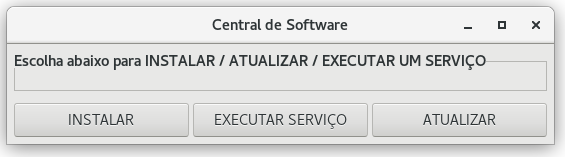 Central de Software
Escolha abaixo para INSTALAR / ATUALIZAR / EXECUTAR UM SERVIÇO
INSTALAR
EXECUTAR SERVIÇO
ATUALIZAR